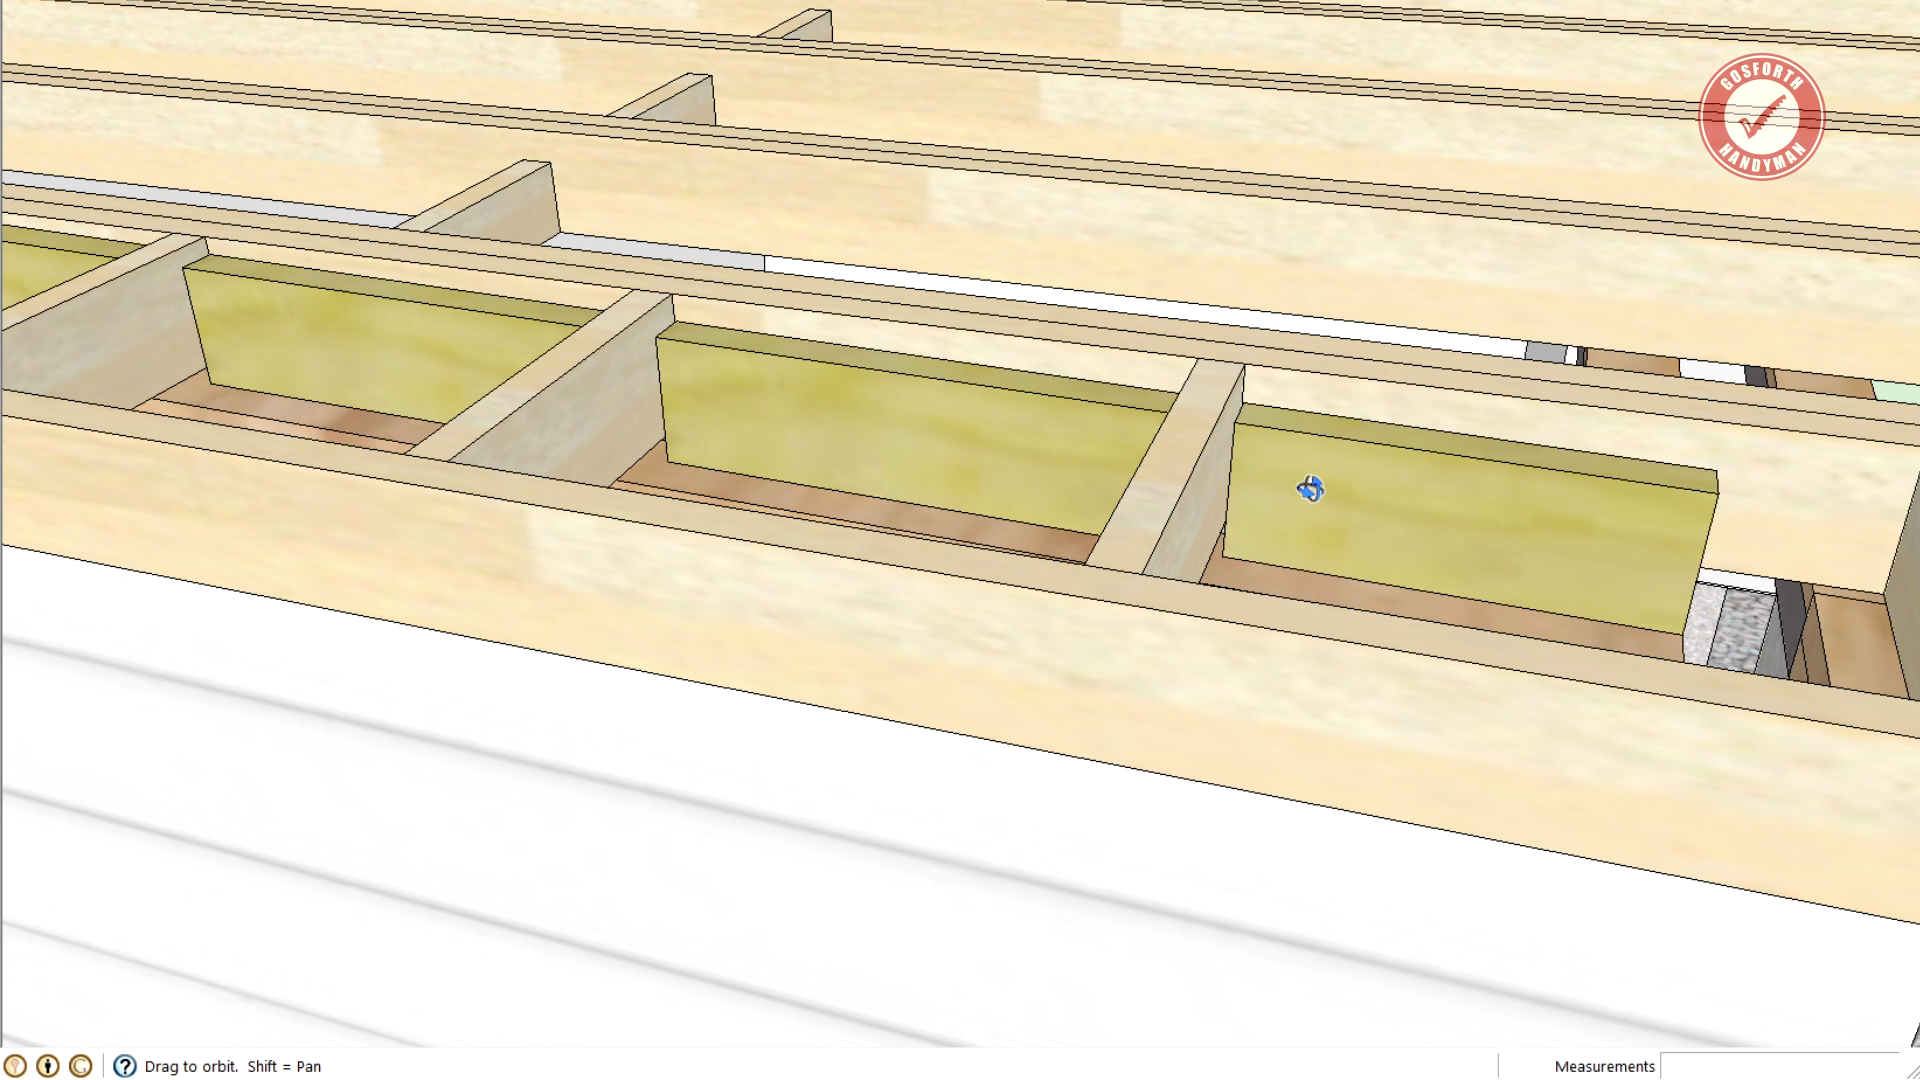 GOSFORTH
HANDYMAN
Drag to orbit. Shift = Pan
Measurements